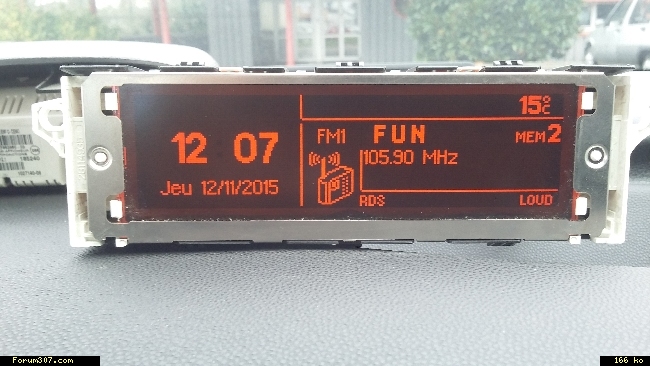 15°C
12 07
FM1 FUN MEM2
105.90 MHz
Jeu 12/11/2015
RDS LOUD
Forum307.com
166 ko